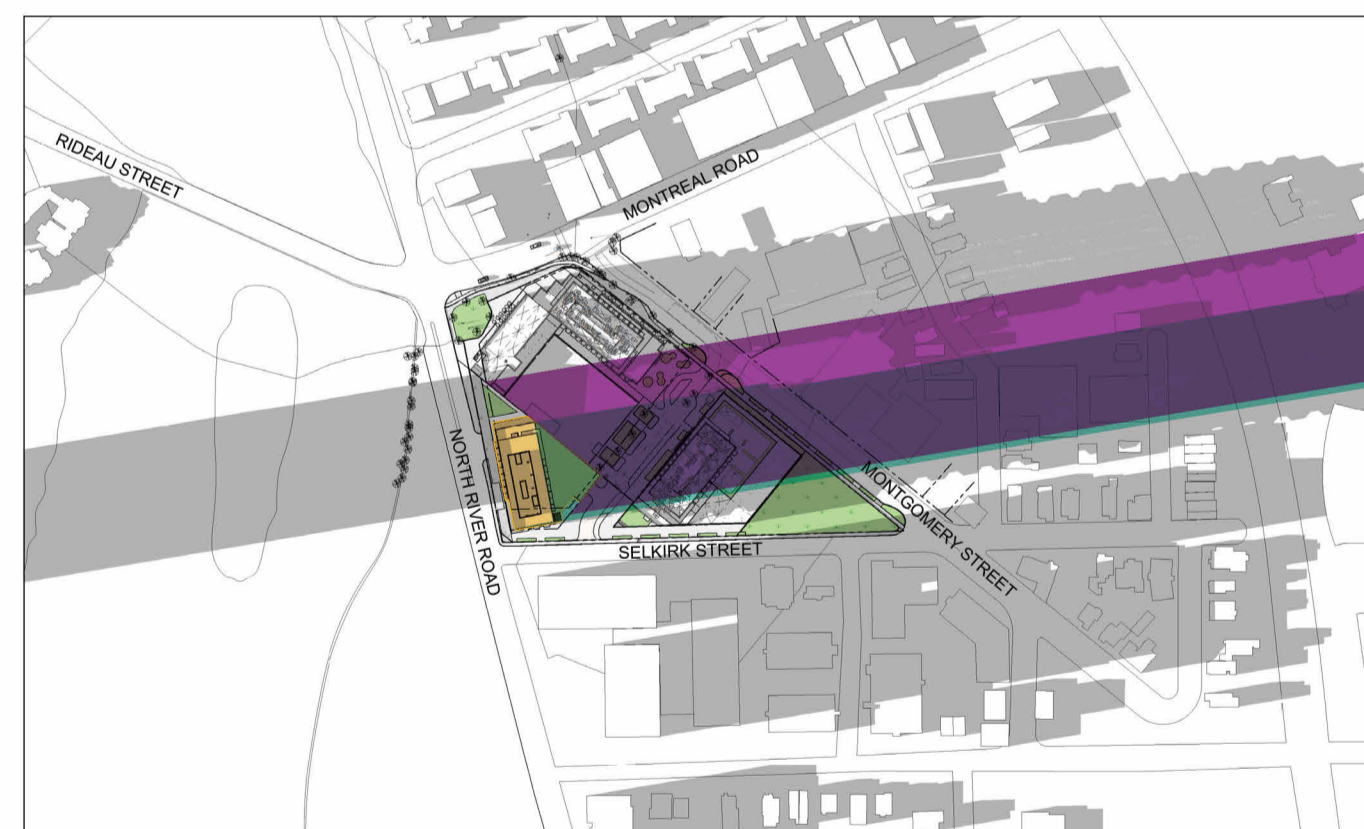 RIDEAU STREET
MONTREAL ROAD
NORTH RIVER ROAD
MONTGOMERY STREET
SELKIRK STREET